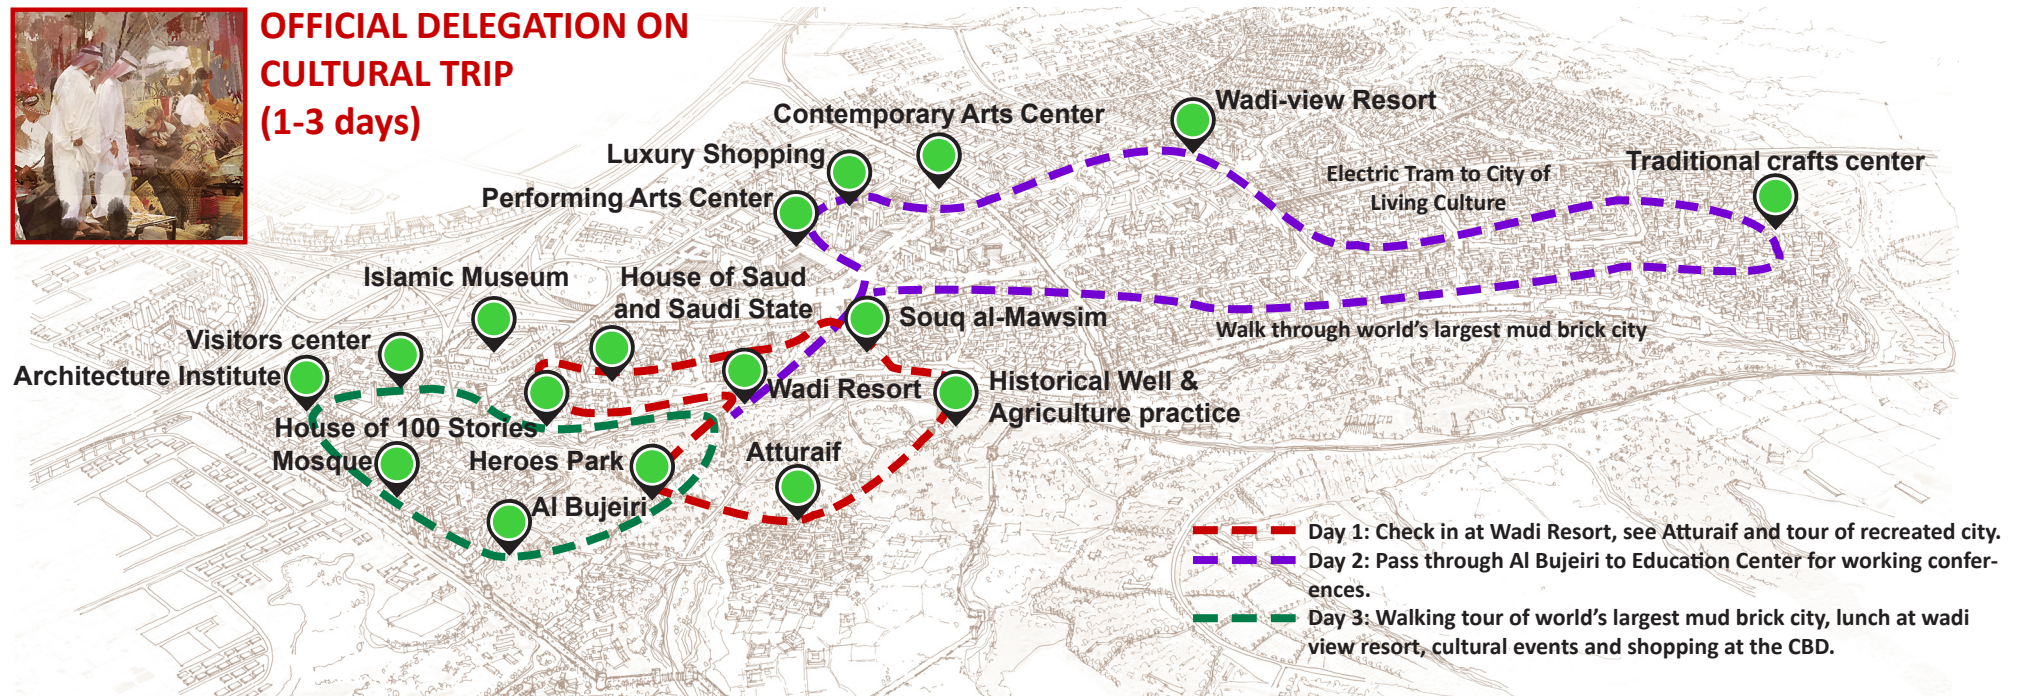 OFFICIAL DELEGATION ON
CULTURAL TRIP
(1-3 days)
Contemporary Arts Center
Wadi-view Resort
Luxury Shopping
Performing Arts Center
Electric Tram to City of
Living Culture
Traditional crafts center
Islamic Museum
House of Saud
and Saudi State
Souq al-Mawsim
Walk through world's largest mud brick city
Visitors center
Architecture Institute
Wadi Resort
Historical Well &
Agriculture practice
House of 100 Stories
Mosque
Heroes Park
Atturaif
Al Bujeiri
Day 1: Check in at Wadi Resort, see Atturaif and tour of recreated city.
Day 2: Pass through Al Bujeiri to Education Center for working confer-
ences.
Day 3: Walking tour of world's largest mud brick city, lunch at wadi
view resort, cultural events and shopping at the CBD.